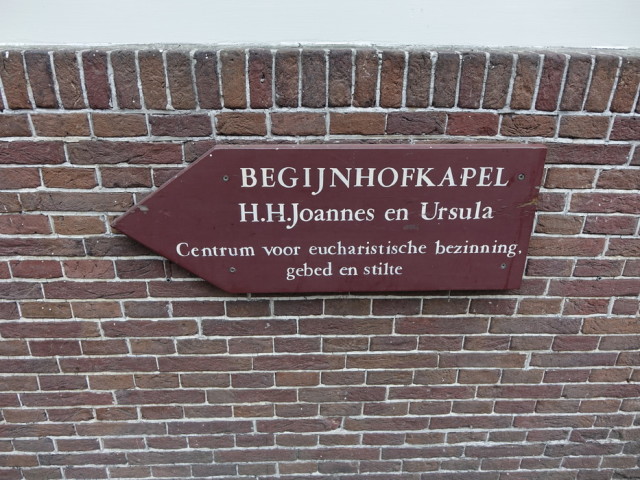 BEGIJNHOFKAPEL
H.H.Joannes en Ursula
Centrum voor eucharistische bezinning,
gebed en stilte